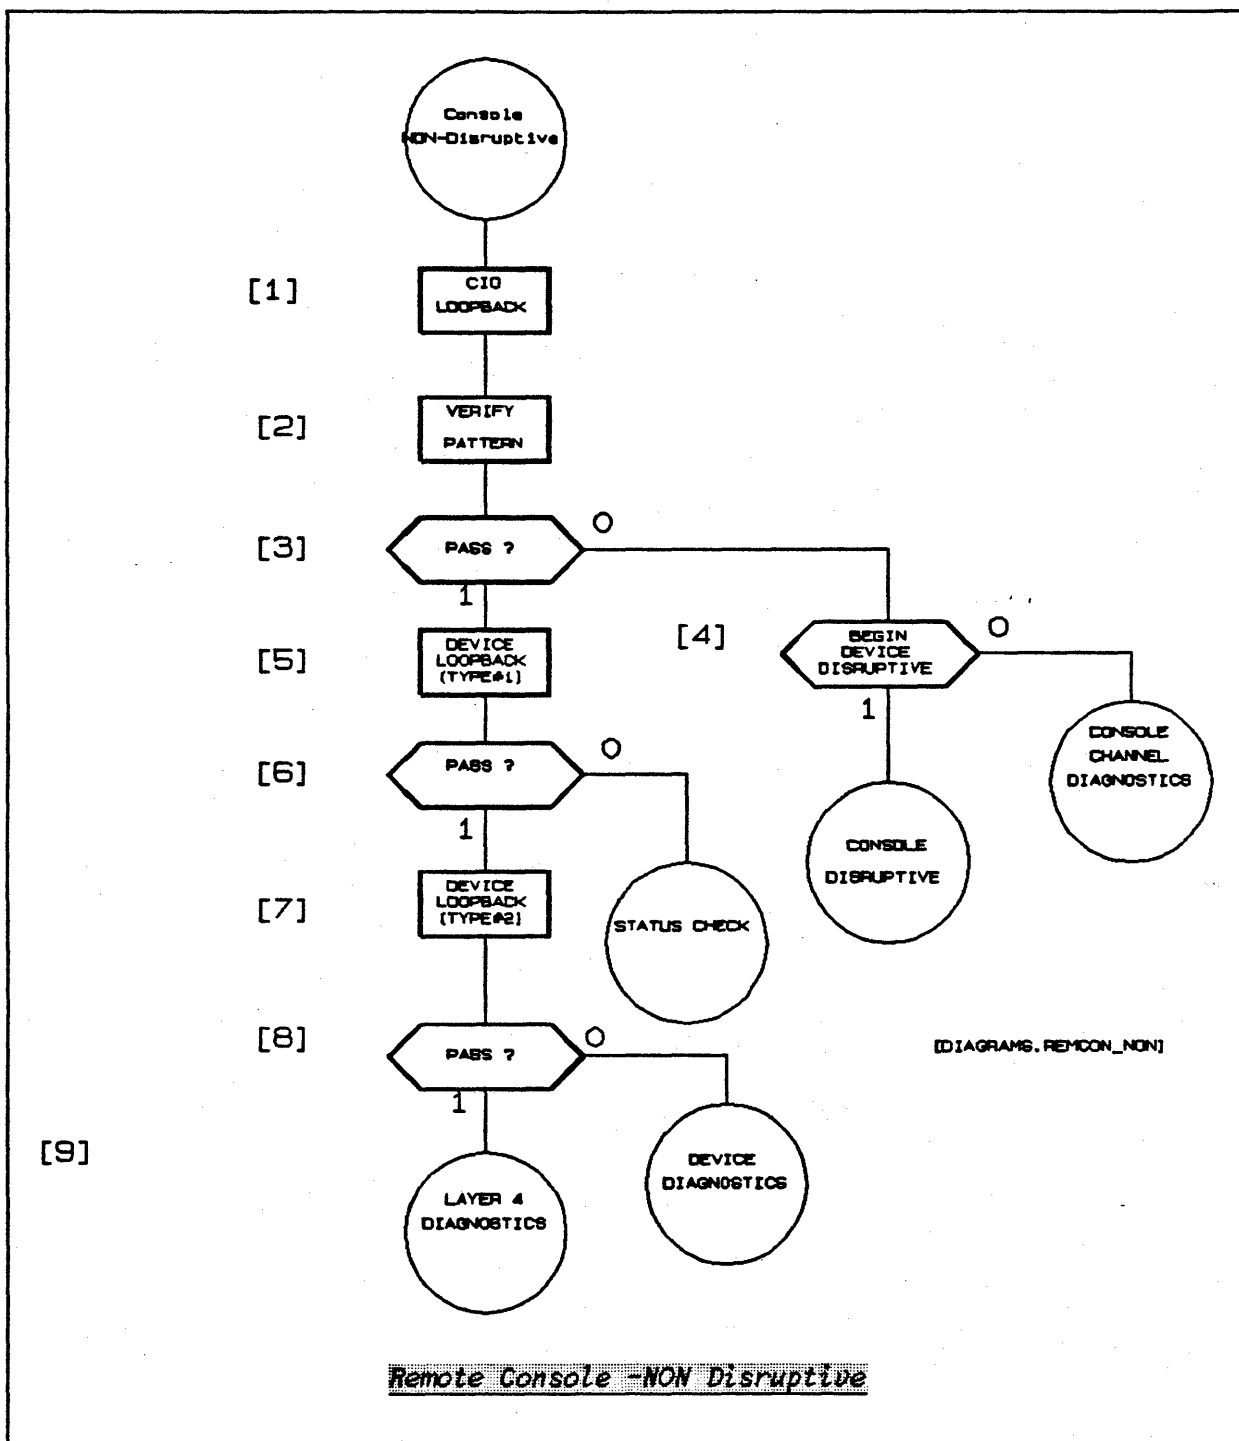 Console
NON-Disruptive
[1]
CIO
LOOPBACK
[2]
VERIFY
PATTERN
[3]
PASS ?
0
1
[4]
BEGIN
DEVICE
DISRUPTIVE
0
1
[5]
DEVICE
LOOPBACK
(TYPE#1)
CONSOLE
CHANNEL
DIAGNOSTICS
[6]
PASS ?
0
1
CONSOLE
DISRUPTIVE
[7]
DEVICE
LOOPBACK
(TYPE#2)
STATUS CHECK
[8]
PASS ?
0
1
[DIAGRAMS.REMCON_NON]
[9]
LAYER 4
DIAGNOSTICS
DEVICE
DIAGNOSTICS
Remote Console -NON Disruptive